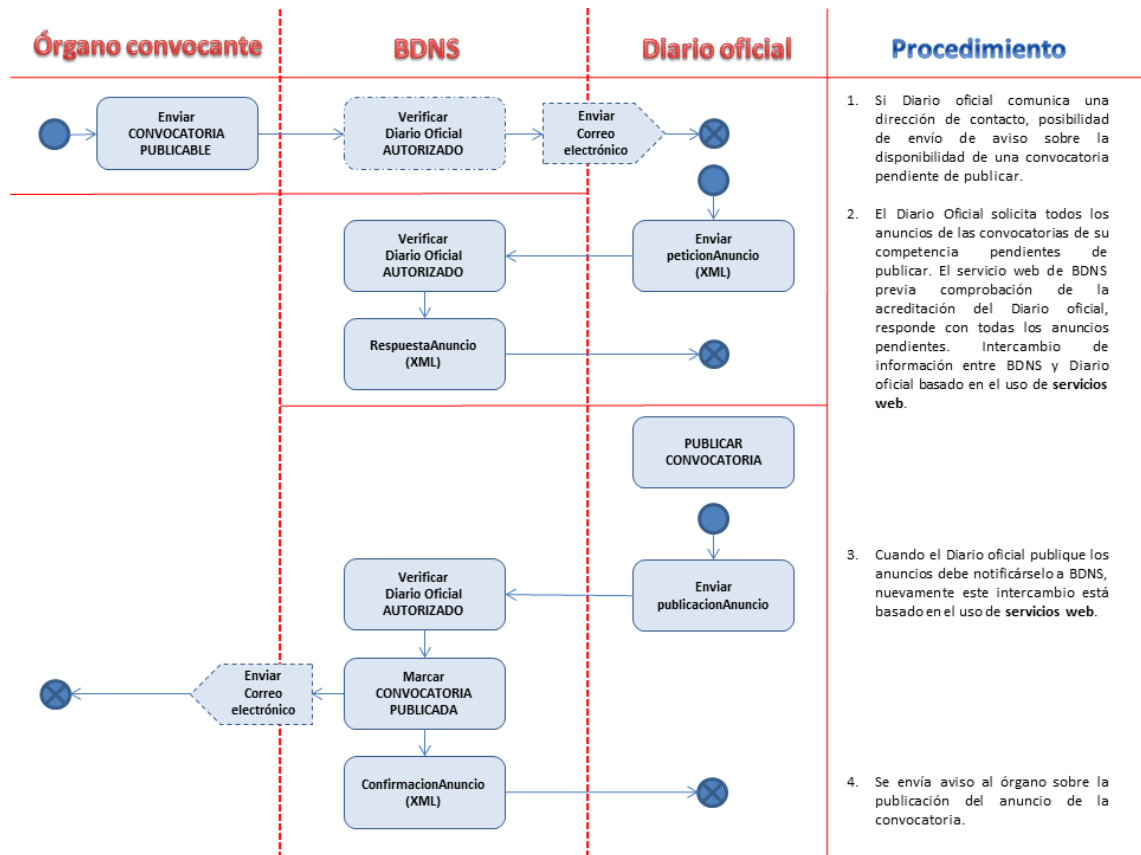 Órgano convocante
BDNS
Diario oficial
Procedimiento
Enviar
CONVOCATORIA
PUBLICABLE
Verificar
Diario Oficial
AUTORIZADO
Enviar
Correo
electrónico
1. Si Diario oficial comunica una
dirección de contacto, posibilidad
de envío de aviso sobre la
disponibilidad de una convocatoria
pendiente de publicar.
Verificar
Diario Oficial
AUTORIZADO
Enviar
peticionAnuncio
(XML)
RespuestaAnuncio
(XML)
2. El Diario Oficial solicita todos los
anuncios de las convocatorias de su
competencia pendientes de
publicar. El servicio web de BDNS
previa comprobación de la
acreditación del Diario oficial,
responde con todas los anuncios
pendientes. Intercambio de
información entre BDNS y Diario
oficial basado en el uso de servicios
web.
PUBLICAR
CONVOCATORIA
Verificar
Diario Oficial
AUTORIZADO
Enviar
publicacionAnuncio
3. Cuando el Diario oficial publique los
anuncios debe notificárselo a BDNS,
nuevamente este intercambio está
basado en el uso de servicios web.
Enviar
Correo
electrónico
Marcar
CONVOCATORIA
PUBLICADA
ConfirmacionAnuncio
(XML)
4. Se envía aviso al órgano sobre la
publicación del anuncio de la
convocatoria.